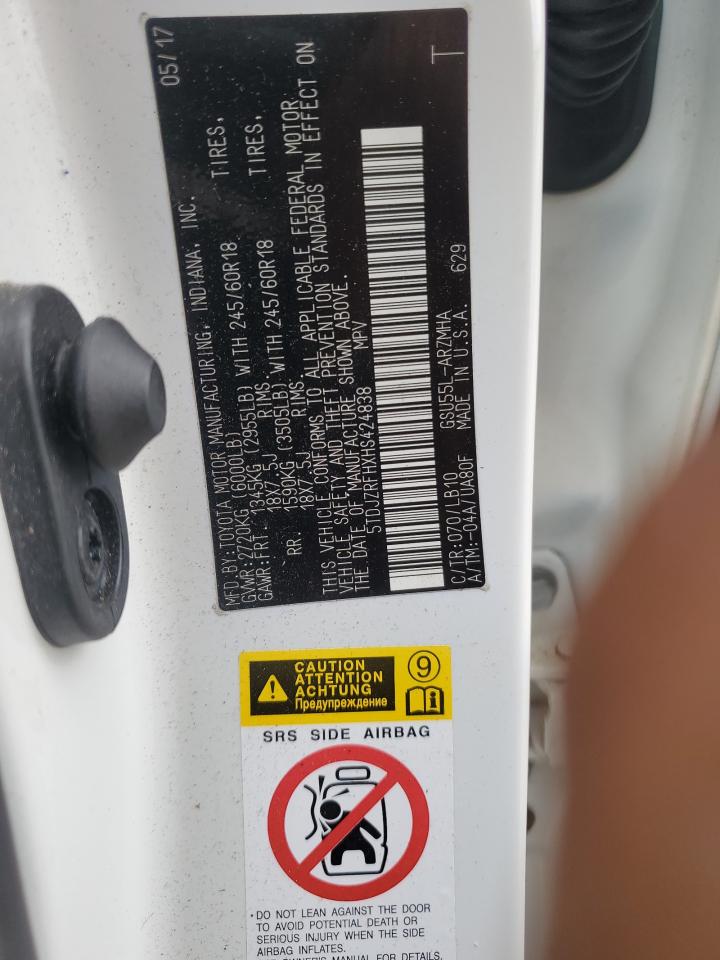 MFD.BY:TOYOTA MOTOR MANUFACTURING, INDIANA, INC. 05/17
GVWR:2720KG (6000LB)
GAWR:FRT. 1345KG (2955LB) WITH 245/60R18 TIRES,
18X7.5J RIMS
RR. 1590KG (3505LB) WITH 245/60R18 TIRES,
18X7.5J RIMS
THIS VEHICLE CONFORMS TO ALL APPLICABLE FEDERAL MOTOR
VEHICLE SAFETY AND THEFT PREVENTION STANDARDS IN EFFECT ON
THE DATE OF MANUFACTURE SHOWN ABOVE.
5TDJZRFHXHS424838 MPV
C/TR:070/LB10 GSU55L-ARZMHA T
A/TM:-04A/UA80F MADE IN U.S.A. 629
CAUTION
ATTENTION
ACHTUNG
Предупреждение
9
SRS SIDE AIRBAG
• DO NOT LEAN AGAINST THE DOOR
TO AVOID POTENTIAL DEATH OR
SERIOUS INJURY WHEN THE SIDE
AIRBAG INFLATES.
OWNER'S MANUAL FOR DETAILS.